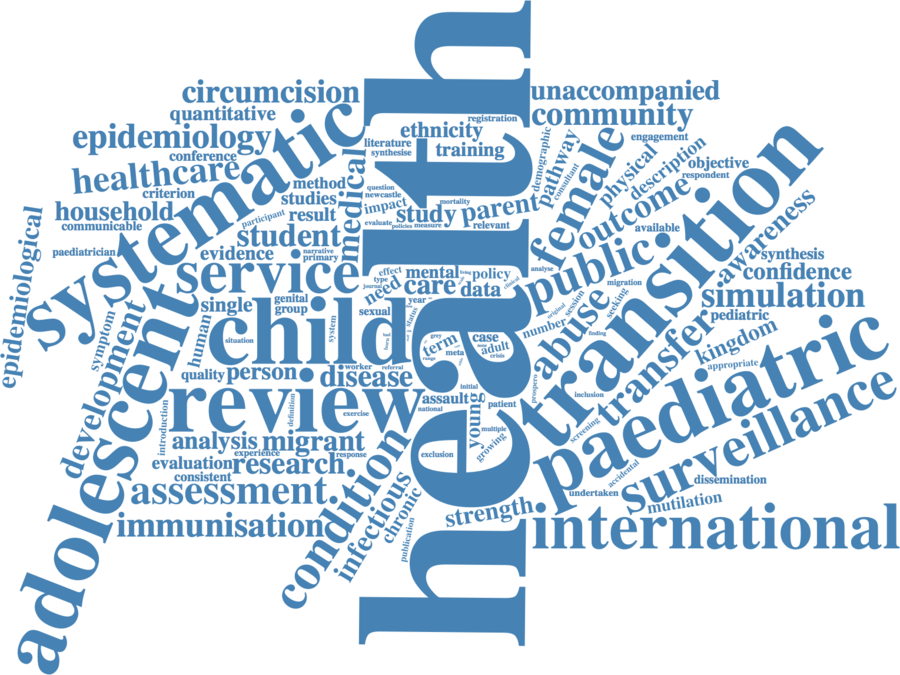 health
circumcision
quantitative
epidemiology
conference
healthcare
criterion
household
communicable
systematic
participant
paediatrician
epidemiological
symptom
development
adolescent
unaccompanied
community
registration
ethnicity
literature
synthesise
training
medical
method
studies
result
student
evidence
narrative
primary
question
newcastle
impact
mortality
study
evaluate
policies
measure
relevant
parent
demographic
pathway
consultant
female
engagement
physical
description
objective
respondent
outcome
available
transition
awareness
synthesis
confidence
simulation
pediatric
kingdom
appropriate
service
effect
type
journal
need
mental
living
policy
clinical
care
data
analyse
public
migration
seeking
session
original
number
finding
abuse
transfer
single
genital
group
human
situation
system
child
sexual
year
status
term
meta
case
adult
crisis
grey
range
quality
person
worker
referral
disease
review
introduction
definition
exercise
assault
national
initial
young
patient
multiple
growing
exclusion
prospero
inclusion
screening
paediatric
surveillance
accidental
undertaken
mutilation
dissemination
analysis
migrant
experience
response
evaluation
research
consistent
assessment
immunisation
condition
infectious
chronic
publication
strength
international